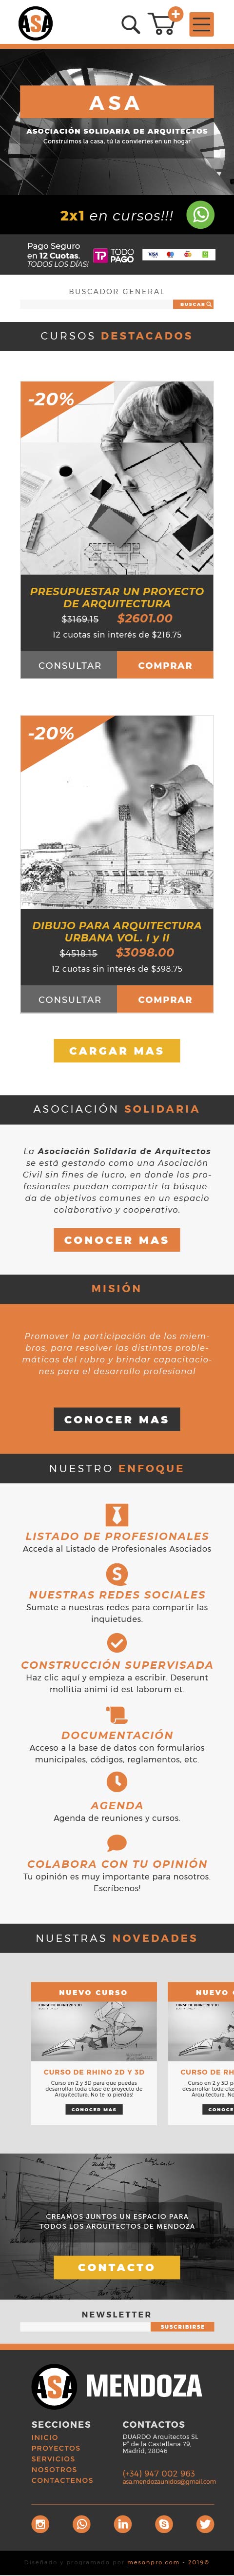 ASA
+
ASA
ASOCIACIÓN SOLIDARIA DE ARQUITECTOS
Construímos la casa, tú la conviertes en un hogar
2x1 en cursos!!!
Pago Seguro
en 12 Cuotas.
TODOS LOS DÍAS!
TP TODO PAGO
VISA
BUSCADOR GENERAL
BUSCAR
CURSOS DESTACADOS
-20%
PRESUPUESTAR UN PROYECTO
DE ARQUITECTURA
$3169.15 $2601.00
12 cuotas sin interés de $216.75
CONSULTAR COMPRAR
-20%
DIBUJO PARA ARQUITECTURA
URBANA VOL. I y II
$4518.15 $3098.00
12 cuotas sin interés de $398.75
CONSULTAR COMPRAR
CARGAR MAS
ASOCIACIÓN SOLIDARIA
La Asociación Solidaria de Arquitectos
se está gestando como una Asociación
Civil sin fines de lucro, en donde los pro-
fesionales puedan compartir la búsque-
da de objetivos comunes en un espacio
colaborativo y cooperativo.
CONOCER MAS
MISIÓN
Promover la participación de los miem-
bros, para resolver las distintas proble-
máticas del rubro y brindar capacitacio-
nes para el desarrollo profesional
CONOCER MAS
NUESTRO ENFOQUE
LISTADO DE PROFESIONALES
Acceda al Listado de Profesionales Asociados
NUESTRAS REDES SOCIALES
Sumate a nuestras redes para compartir las
inquietudes.
CONSTRUCCIÓN SUPERVISADA
Haz clic aquí y empieza a escribir. Deserunt
mollitia animi id est laborum et.
DOCUMENTACIÓN
Acceso a la base de datos con formularios
municipales, códigos, reglamentos, etc.
AGENDA
Agenda de reuniones y cursos.
COLABORA CON TU OPINIÓN
Tu opinión es muy importante para nosotros.
Escríbenos!
NUESTRAS NOVEDADES
NUEVO CURSO
CURSO DE RHINO 2D Y 3D
CURSO DE RHINO 2D Y 3D
Curso en 2 y 3D para que puedas
desarrollar toda clase de proyecto de
Arquitectura. No te lo pierdas!
CONOCER MAS
NUEVO
CURSO DE RHINO 2D Y 3D
CURSO DE RH
Curso en 2 y 3D p
desarrollar toda clas
Arquitectura. No
CONOCE
CREAMOS JUNTOS UN ESPACIO PARA
TODOS LOS ARQUITECTOS DE MENDOZA
CONTACTO
NEWSLETTER
SUSCRIBIRSE
ASA MENDOZA
SECCIONES
INICIO
PROYECTOS
SERVICIOS
NOSOTROS
CONTACTENOS
CONTACTOS
DUARDO Arquitectos SL
Pº de la Castellana 79,
Madrid, 28046
(+34) 947 002 963
asa.mendozaunidos@gmail.com
Diseñado y programado por mesonpro.com - 2019©